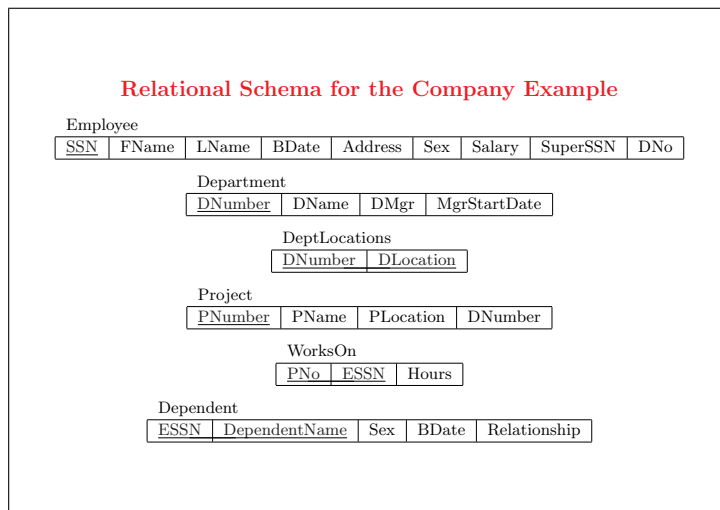 Relational Schema for the Company Example
Employee
SSN FName LName BDate Address Sex Salary SuperSSN DNo
Department
DNumber DName DMgr MgrStartDate
DeptLocations
DNumber DLocation
Project
PNumber PName PLocation DNumber
WorksOn
PNo ESSN Hours
Dependent
ESSN DependentName Sex BDate Relationship